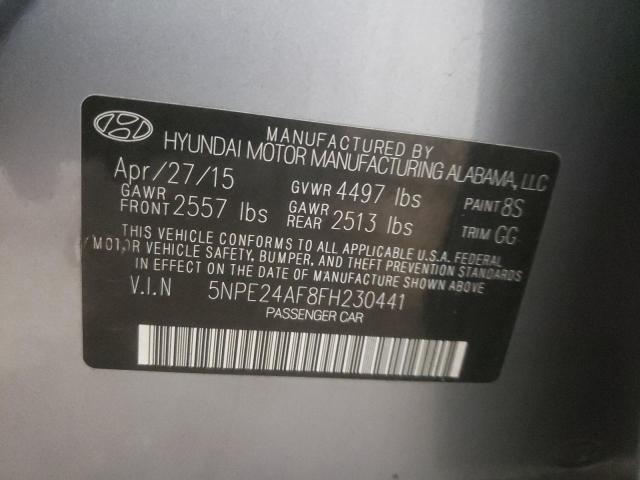 MANUFACTURED BY
HYUNDAI MOTOR MANUFACTURING ALABAMA, LLC
Apr/27/15 GVWR 4497 lbs PAINT 8S
GAWR FRONT 2557 lbs GAWR REAR 2513 lbs TRIM GG
THIS VEHICLE CONFORMS TO ALL APPLICABLE U.S.A. FEDERAL
MOTOR VEHICLE SAFETY, BUMPER, AND THEFT PREVENTION STANDARDS
IN EFFECT ON THE DATE OF MANUFACTURE SHOWN ABOVE.
V.I.N 5NPE24AF8FH230441
PASSENGER CAR